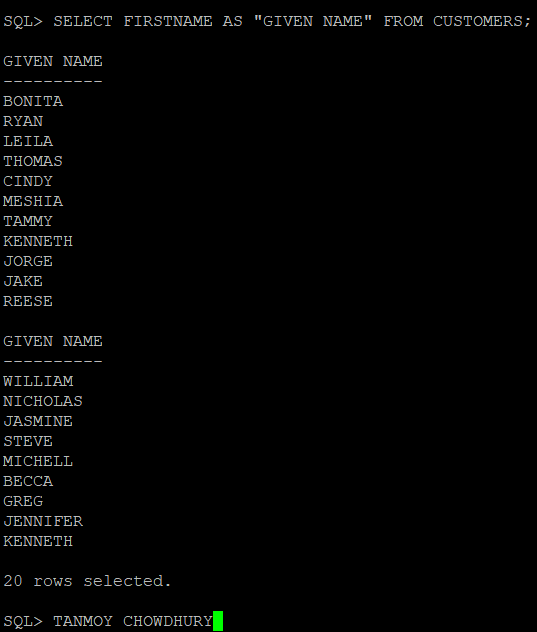 SQL> SELECT FIRSTNAME AS "GIVEN NAME" FROM CUSTOMERS;
GIVEN NAME
----------
BONITA
RYAN
LEILA
THOMAS
CINDY
MESHIA
TAMMY
KENNETH
JORGE
JAKE
REESE
GIVEN NAME
----------
WILLIAM
NICHOLAS
JASMINE
STEVE
MICHELL
BECCA
GREG
JENNIFER
KENNETH
20 rows selected.
SQL> TANMOY CHOWDHURY